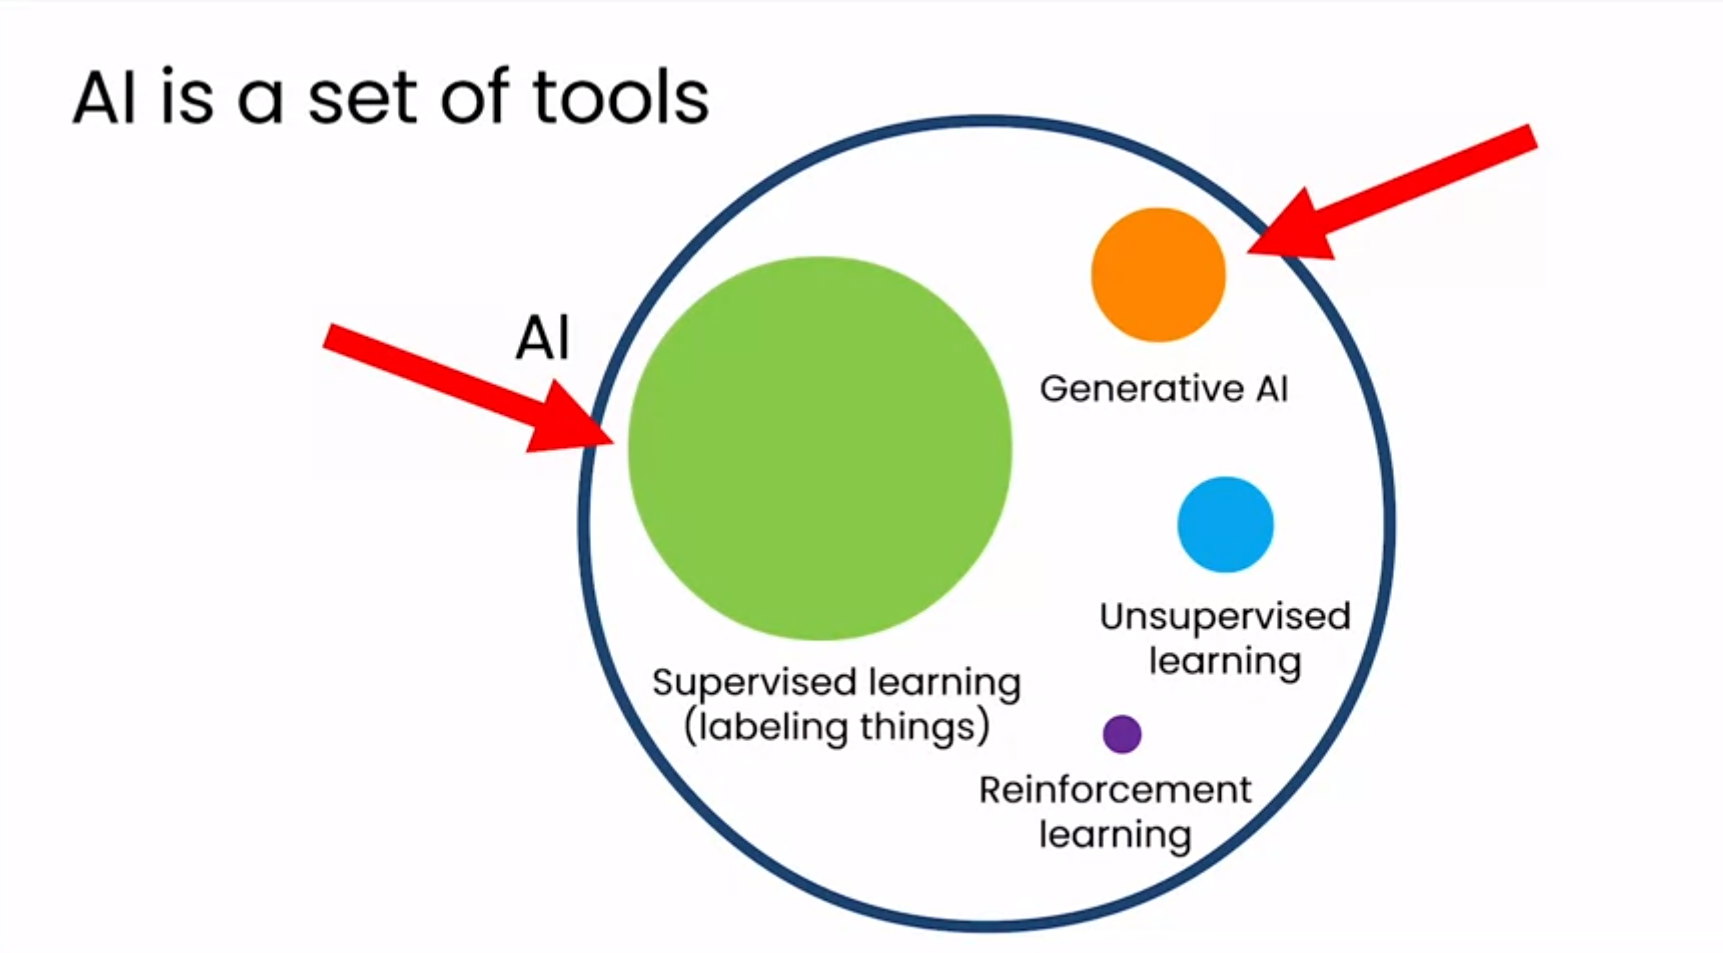 AI is a set of tools
AI
Generative AI
Unsupervised
learning
Supervised learning
(labeling things)
Reinforcement
learning